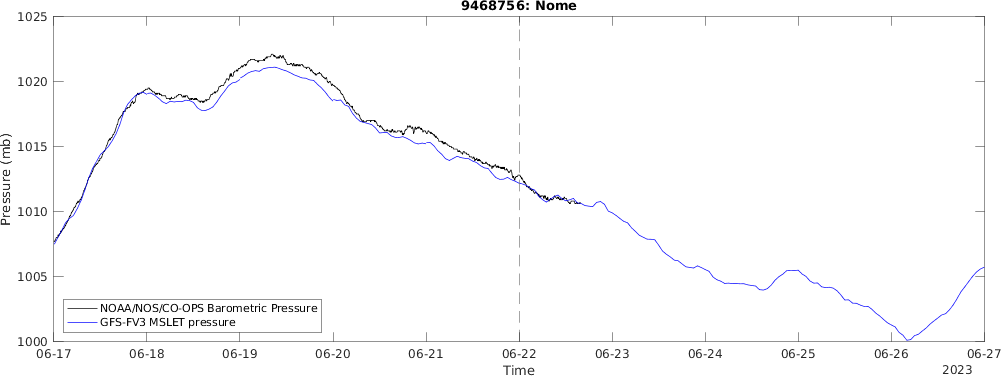 9468756: Nome
Pressure (mb)
1025
1020
1015
1010
1005
1000
NOAA/NOS/CO-OPS Barometric Pressure
GFS-FV3 MSLET pressure
06-17 06-18 06-19 06-20 06-21 06-22 06-23 06-24 06-25 06-26 06-27
Time
2023